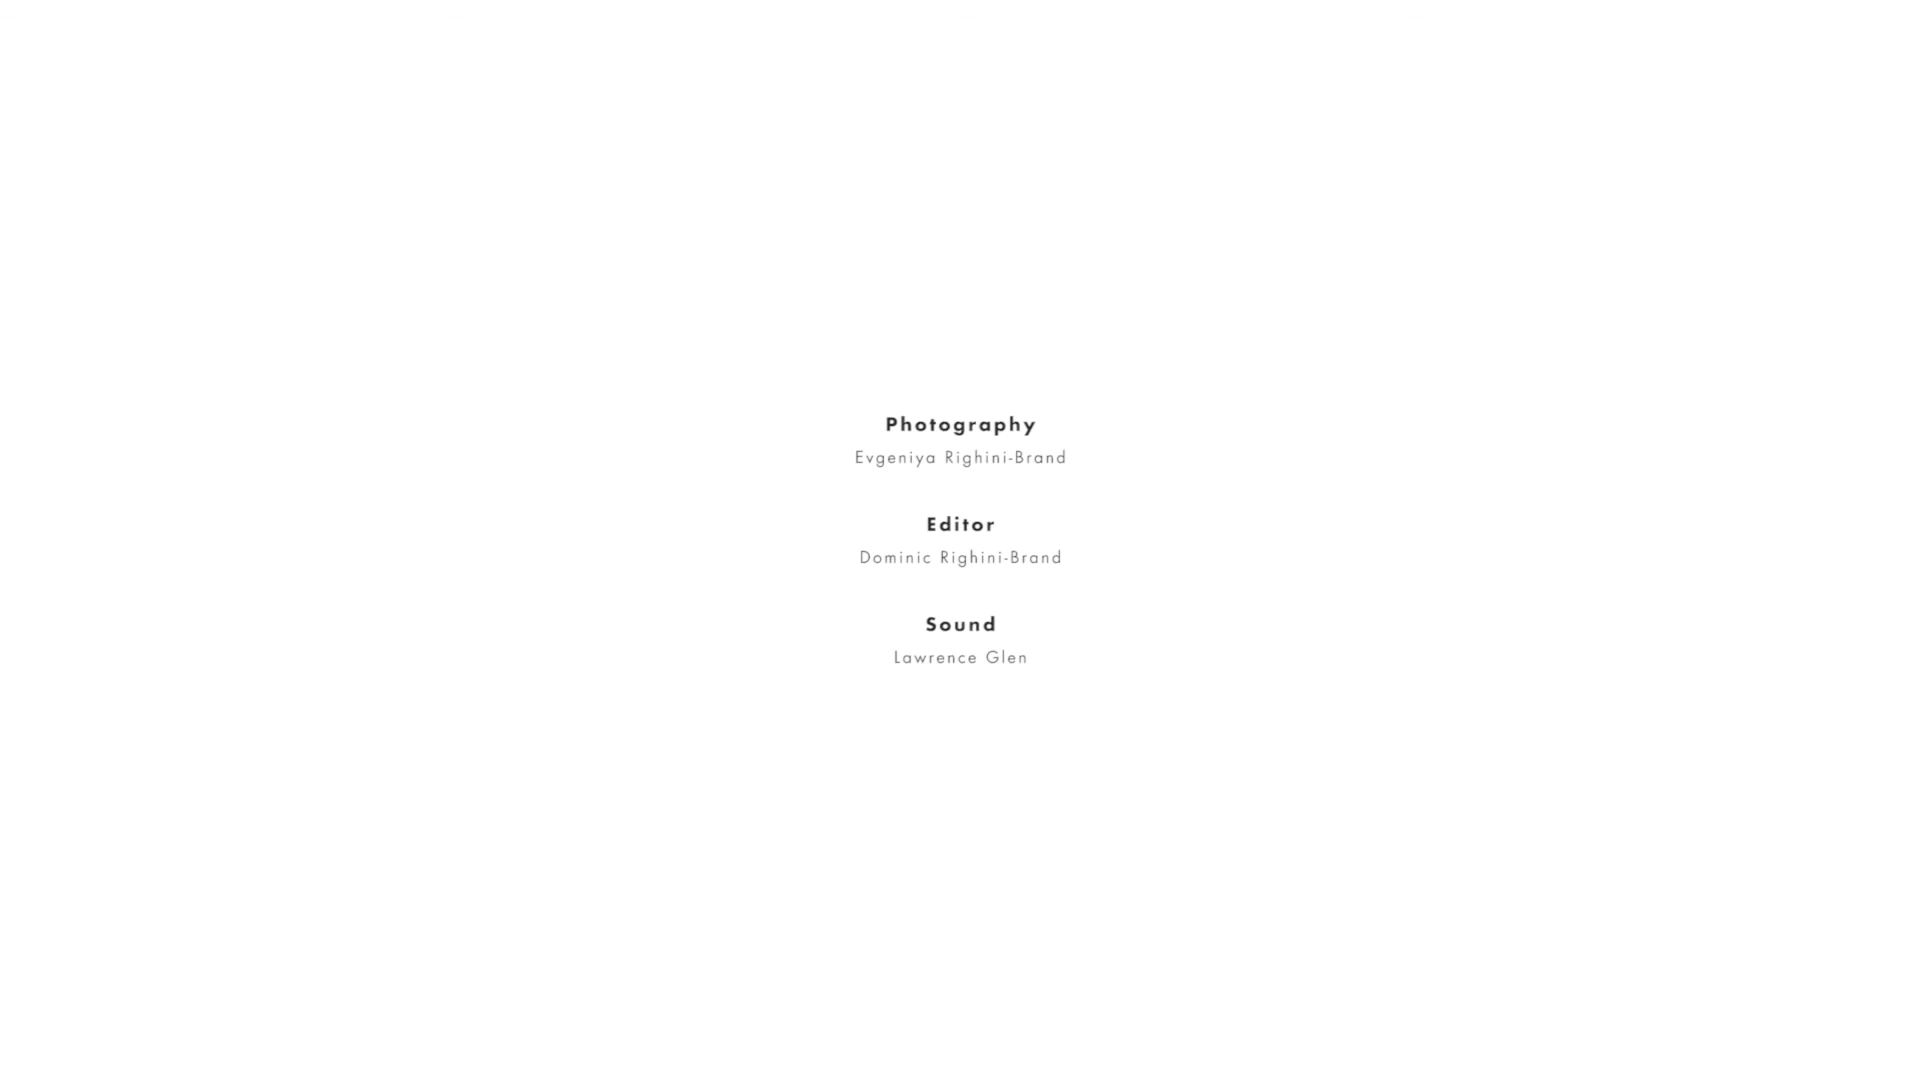 Photography
Evgeniya Righini-Brand
Editor
Dominic Righini-Brand
Sound
Lawrence Glen